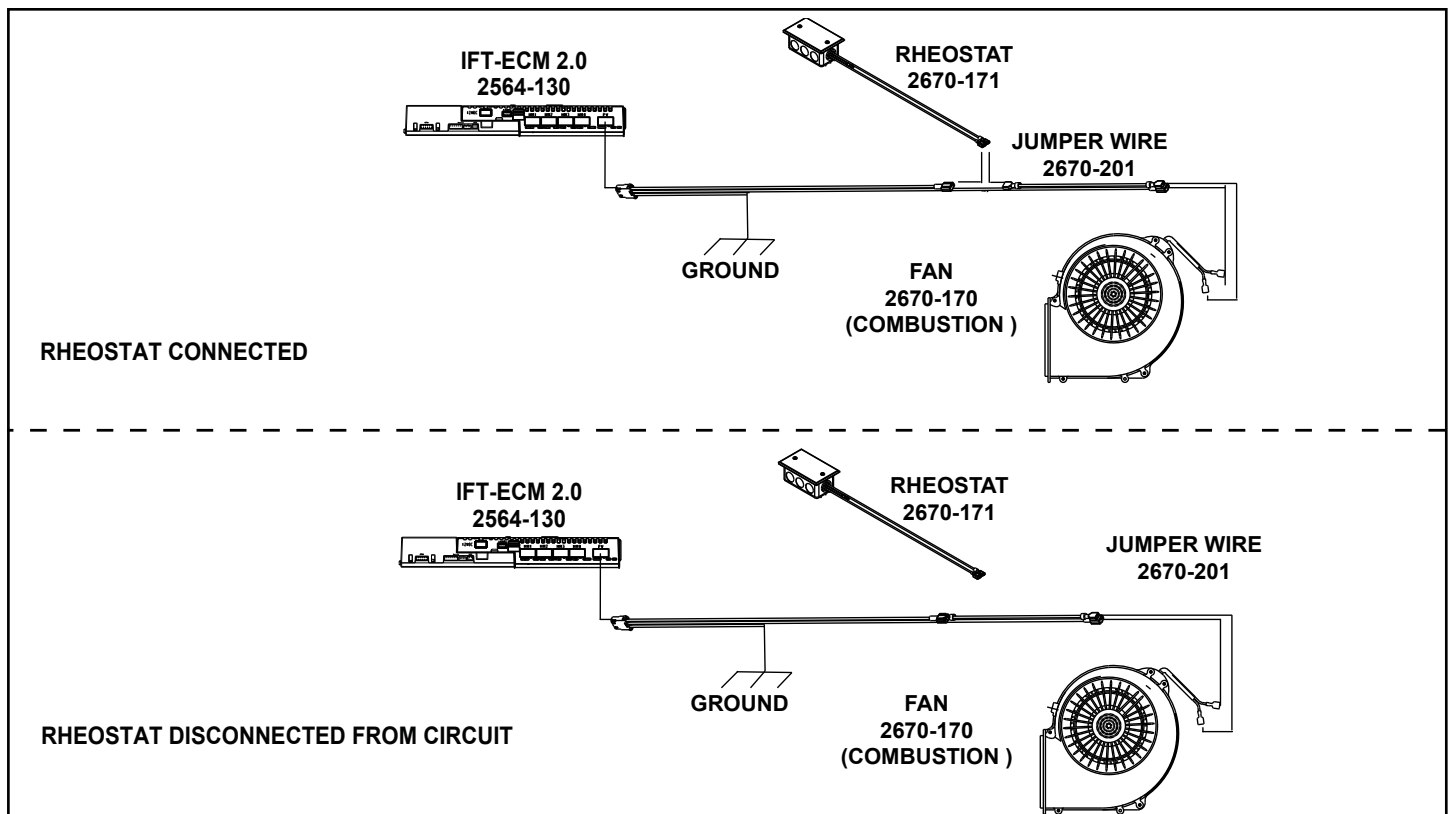 IFT-ECM 2.0
2564-130
RHEOSTAT
2670-171
JUMPER WIRE
2670-201
GROUND
FAN
2670-170
(COMBUSTION )
RHEOSTAT CONNECTED
IFT-ECM 2.0
2564-130
RHEOSTAT
2670-171
JUMPER WIRE
2670-201
GROUND
FAN
2670-170
(COMBUSTION )
RHEOSTAT DISCONNECTED FROM CIRCUIT